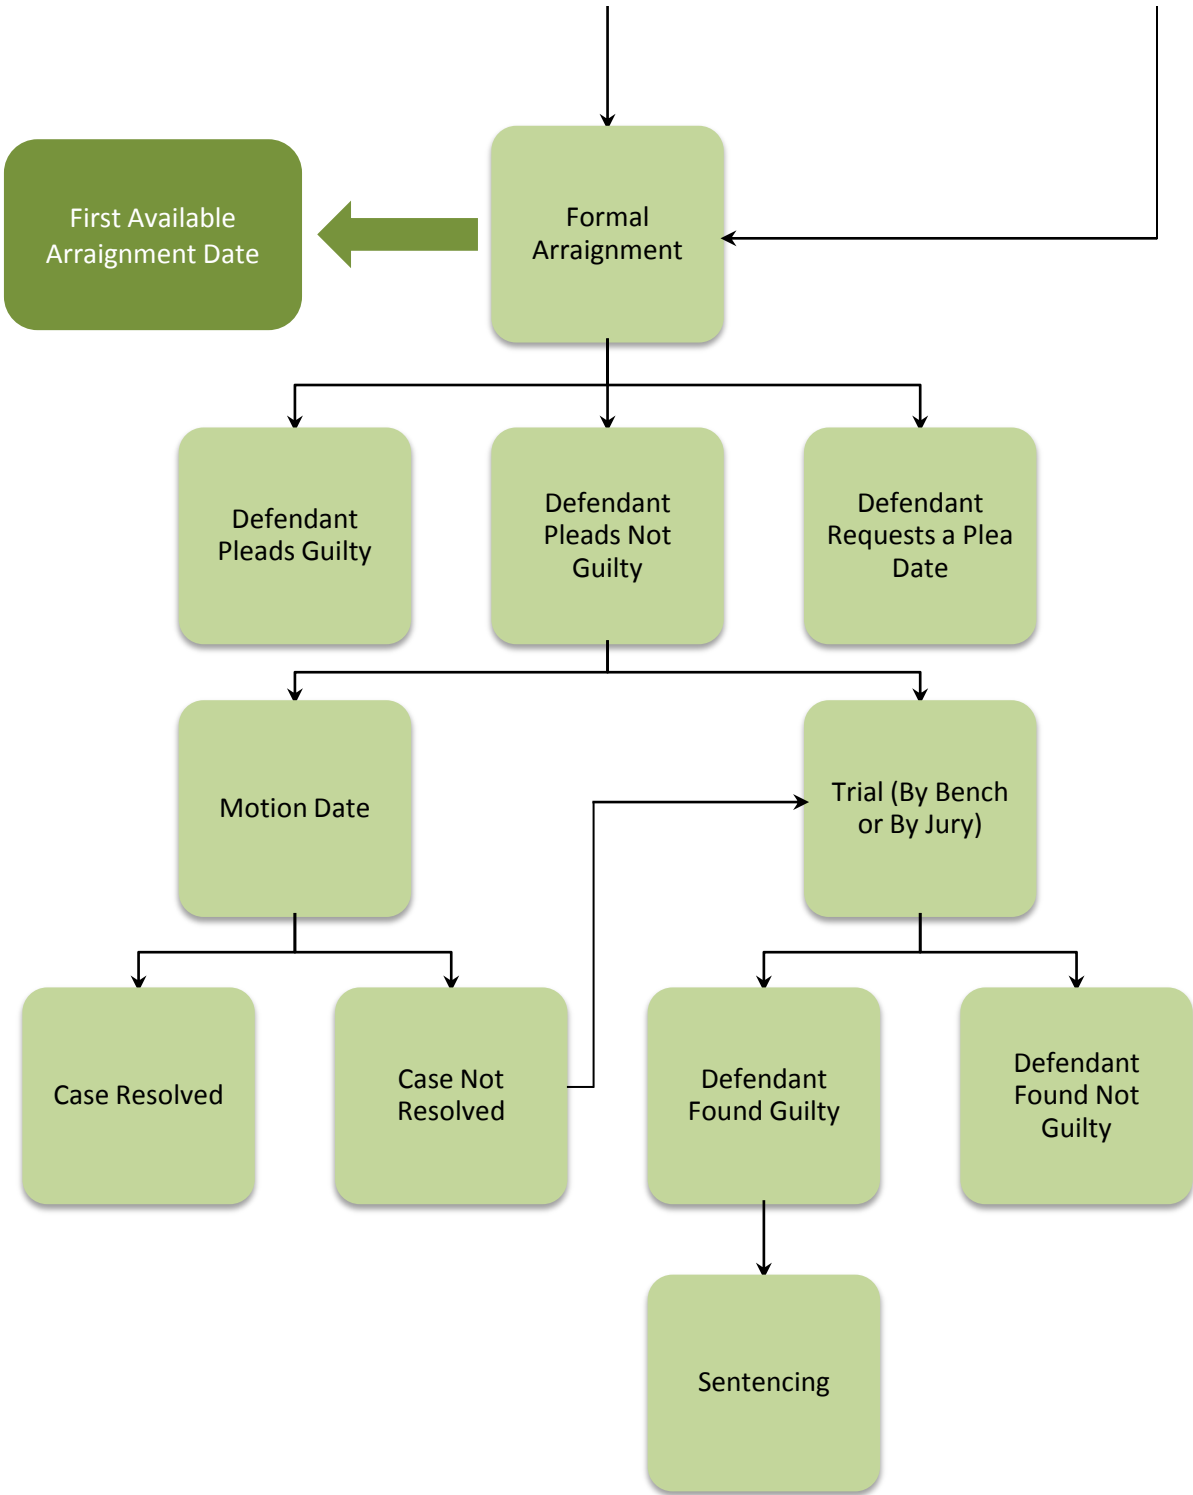 First Available
Arraignment Date
Formal
Arraignment
Defendant
Pleads Guilty
Defendant
Pleads Not
Guilty
Defendant
Requests a Plea
Date
Motion Date
Trial (By Bench
or By Jury)
Case Resolved
Case Not
Resolved
Defendant
Found Guilty
Defendant
Found Not
Guilty
Sentencing